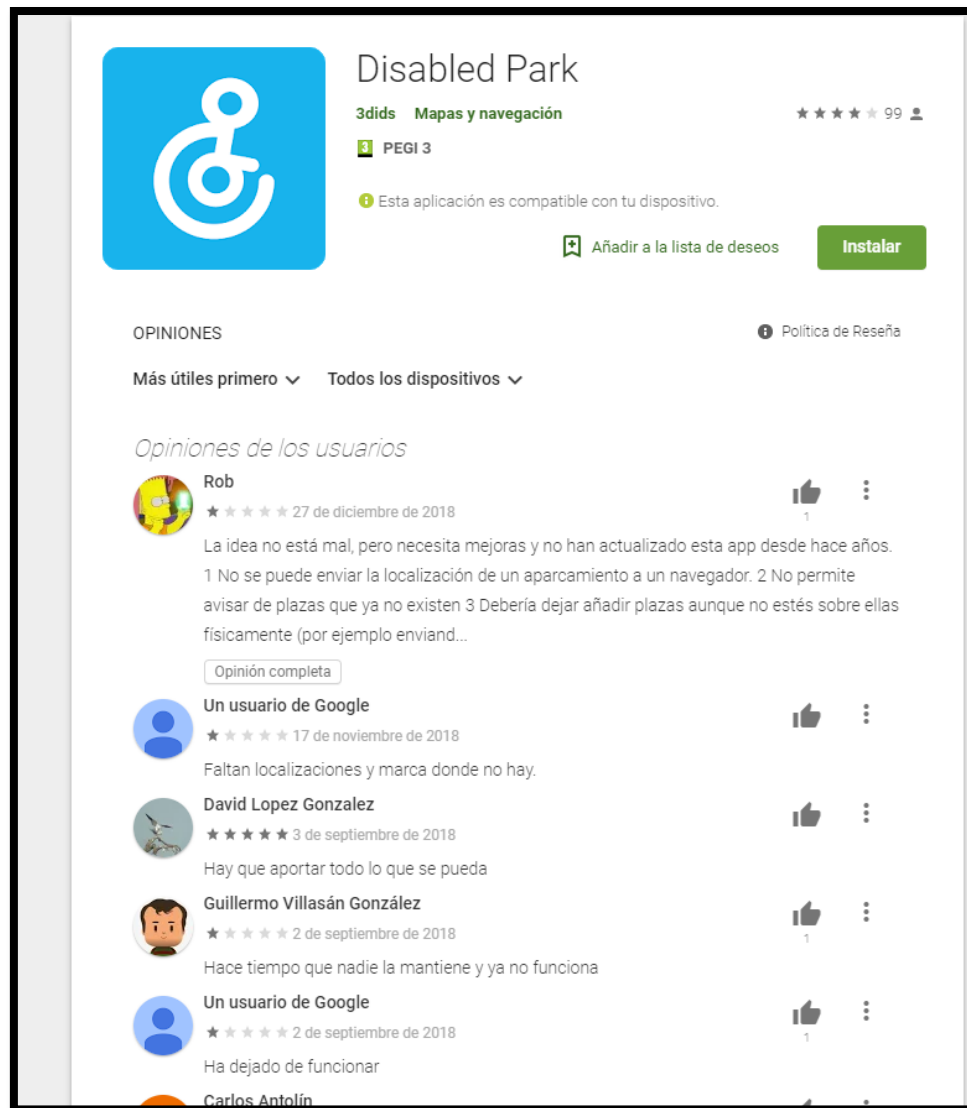 Disabled Park
3dids Mapas y navegación
99
3 PEGI 3
Esta aplicación es compatible con tu dispositivo.
Añadir a la lista de deseos
Instalar
OPINIONES
Política de Reseña
Más útiles primero Todos los dispositivos
Opiniones de los usuarios
Rob
27 de diciembre de 2018
1
La idea no está mal, pero necesita mejoras y no han actualizado esta app desde hace años.
1 No se puede enviar la localización de un aparcamiento a un navegador. 2 No permite
avisar de plazas que ya no existen 3 Debería dejar añadir plazas aunque no estés sobre ellas
físicamente (por ejemplo enviand...
Opinión completa
Un usuario de Google
17 de noviembre de 2018
Faltan localizaciones y marca donde no hay.
David Lopez Gonzalez
3 de septiembre de 2018
Hay que aportar todo lo que se pueda
Guillermo Villasán González
2 de septiembre de 2018
1
Hace tiempo que nadie la mantiene y ya no funciona
Un usuario de Google
2 de septiembre de 2018
1
Ha dejado de funcionar
Carlos Antolín